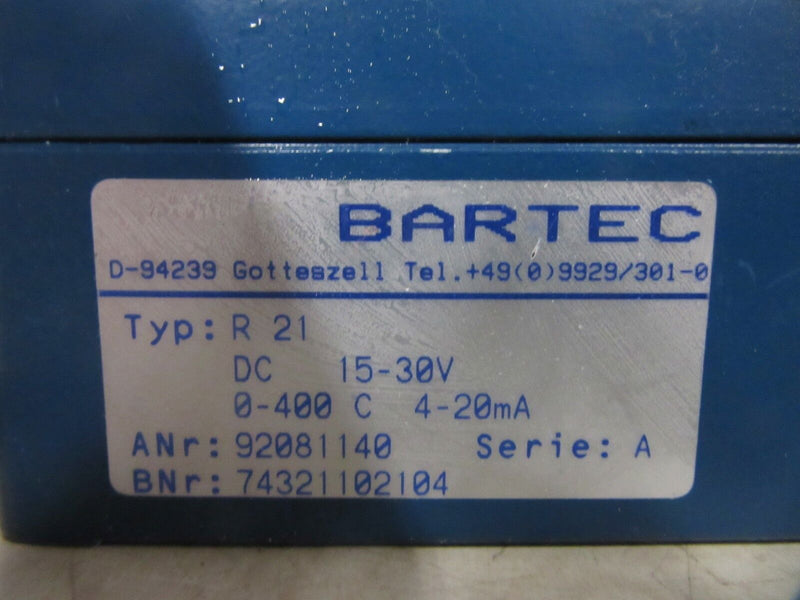 BARTEC
D-94239 Gotteszell Tel.+49(0)9929/301-0
Typ: R 21
DC 15-30V
0-400 C 4-20mA
ANr: 92081140 Serie: A
BNr: 74321102104